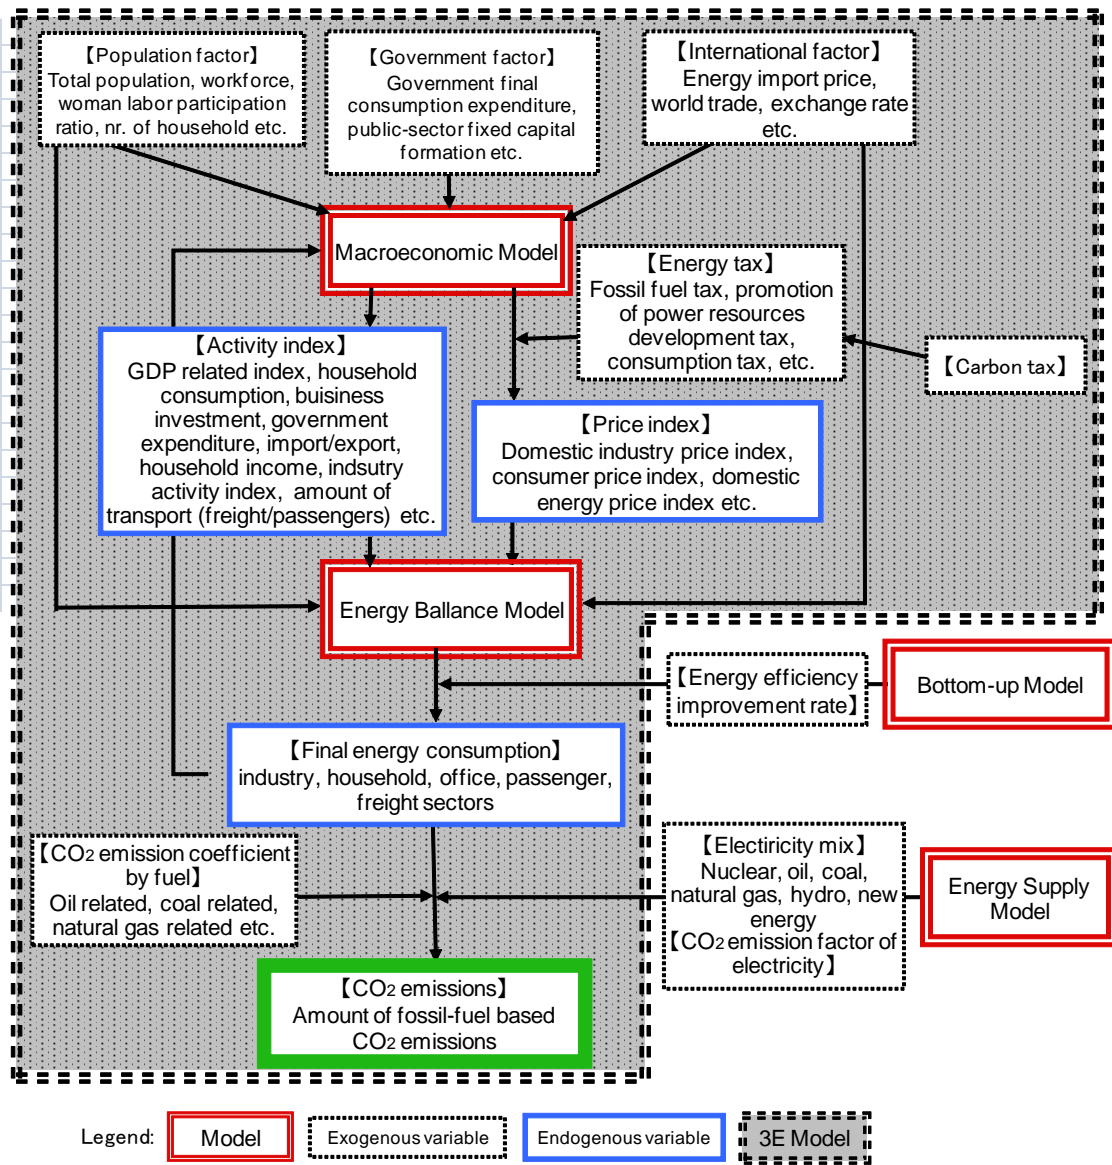 【Population factor】
Total population, workforce,
woman labor participation
ratio, nr. of household etc.
【Government factor】
Government final
consumption expenditure,
public-sector fixed capital
formation etc.
【International factor】
Energy import price,
world trade, exchange rate
etc.
Macroeconomic Model
【Energy tax】
Fossil fuel tax, promotion
of power resources
development tax,
consumption tax, etc.
【Carbon tax】
【Activity index】
GDP related index, household
consumption, buisiness
investment, government
expenditure, import/export,
household income, indsutry
activity index, amount of
transport (freight/passengers) etc.
【Price index】
Domestic industry price index,
consumer price index, domestic
energy price index etc.
Energy Ballance Model
【Energy efficiency
improvement rate】
Bottom-up Model
【Final energy consumption】
industry, household, office, passenger,
freight sectors
【CO2 emission coefficient
by fuel】
Oil related, coal related,
natural gas related etc.
【Eletiricity mix】
Nuclear, oil, coal,
natural gas, hydro, new
energy
【CO2 emission factor of
electricity】
Energy Supply
Model
【CO2 emissions】
Amount of fossil-fuel based
CO2 emissions
Legend:
Model
Exogenous variable
Endogenous variable
3E Model